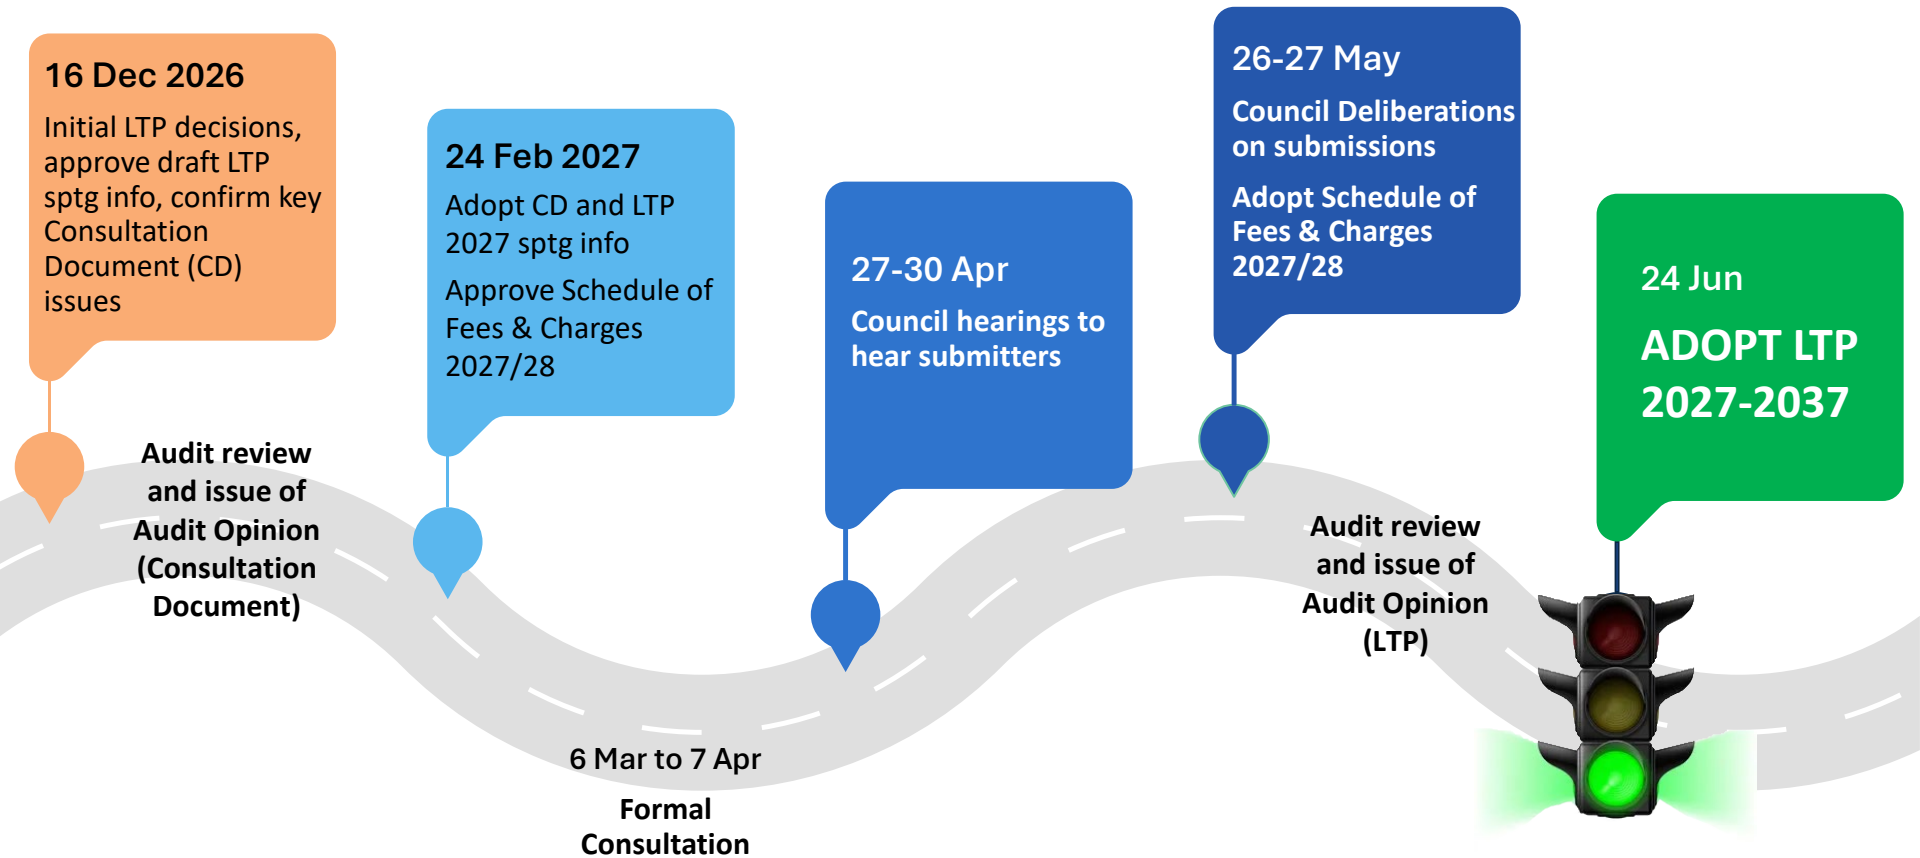 16 Dec 2026
Initial LTP decisions,
approve draft LTP
sptg info, confirm key
Consultation
Document (CD)
issues
Audit review
and issue of
Audit Opinion
(Consultation
Document)
24 Feb 2027
Adopt CD and LTP
2027 sptg info
Approve Schedule of
Fees & Charges
2027/28
6 Mar to 7 Apr
Formal
Consultation
27-30 Apr
Council hearings to
hear submitters
26-27 May
Council Deliberations
on submissions
Adopt Schedule of
Fees & Charges
2027/28
Audit review
and issue of
Audit Opinion
(LTP)
24 Jun
ADOPT LTP
2027-2037